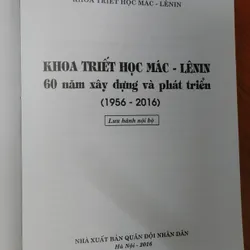 KHOA TRIẾT HỌC MÁC - LÊNIN
KHOA TRIẾT HỌC MÁC - LÊNIN
60 năm xây dựng và phát triển
(1956 - 2016)
Lưu hành nội bộ
NHÀ XUẤT BẢN QUÂN ĐỘI NHÂN DÂN
Hà Nội - 2016